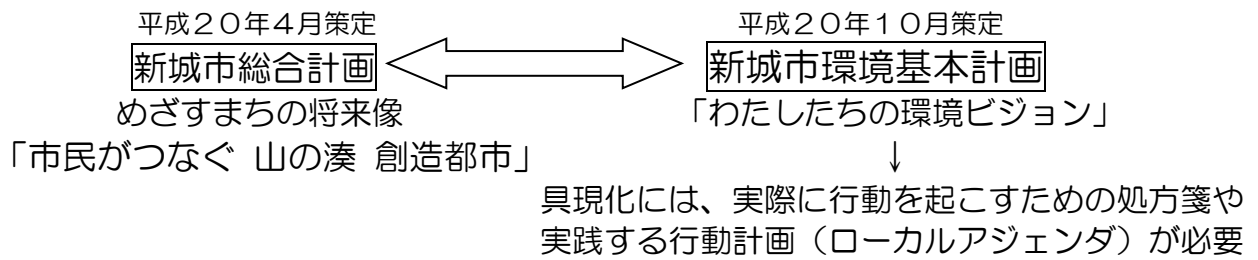 平成２０年４月策定
新城市総合計画
めざすまちの将来像
「市民がつなぐ 山の湊 創造都市」
平成２０年１０月策定
新城市環境基本計画
「わたしたちの環境ビジョン」
↓
具現化には、実際に行動を起こすための処方箋や
実践する行動計画（ローカルアジェンダ）が必要